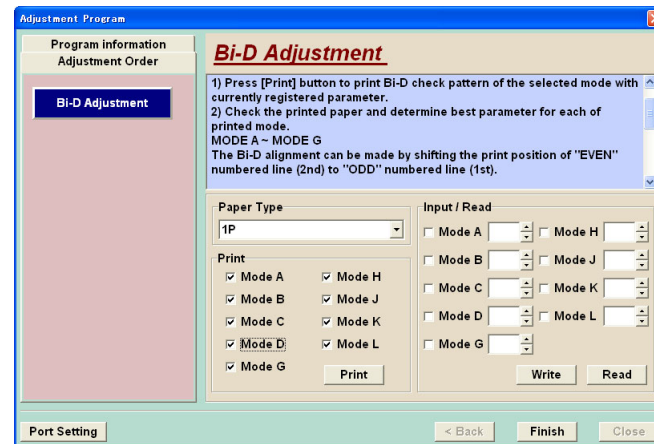 Adjustment Program
Program information
Adjustment Order
Bi-D Adjustment
Bi-D Adjustment
1) Press [Print] button to print Bi-D check pattern of the selected mode with
currently registered parameter.
2) Check the printed paper and determine best parameter for each of
printed mode.
MODE A ~ MODE G
The Bi-D alignment can be made by shifting the print position of "EVEN"
numbered line (2nd) to "ODD" numbered line (1st).
Paper Type
1P
Print
Mode A Mode H
Mode B Mode J
Mode C Mode K
Mode D Mode L
Mode G
Print
Input / Read
Mode A Mode H
Mode B Mode J
Mode C Mode K
Mode D Mode L
Mode G
Write Read
Port Setting
< Back Finish Close